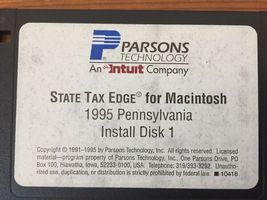 PARSONS
TECHNOLOGY
An Intuit Company
STATE TAX EDGE® for Macintosh
1995 Pennsylvania
Install Disk 1
Copyright © 1991-1995 by Parsons Technology, Inc. All rights reserved. Licensed
material—program property of Parsons Technology, Inc., One Parsons Drive, PO
Box 100, Hiawatha, Iowa, 52233-0100, USA. Telephone: 319/393-3292. Unautho-
rized use, duplication, or distribution is strictly prohibited by federal law. 10418